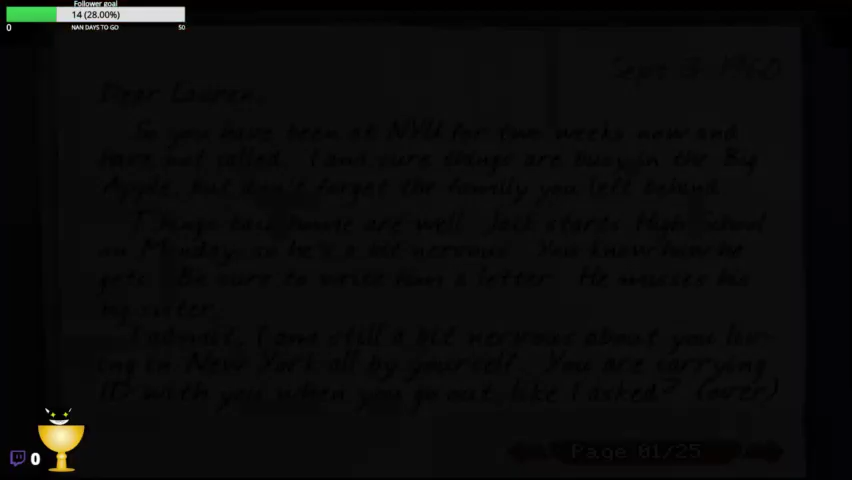 Follower goal
14 (28.00%)
0 NAN DAYS TO GO 50
Sept 3 1960
Dear Lauren,
So you have been at NYU for two weeks now and
have not called. I am sure things are busy in the Big
Apple, but don't forget the family you left behind.
Things back home are well. Jack starts High School
on Monday, so he's a bit nervous. You know how he
gets. Be sure to write him a letter. He misses his
big sister.
I admit, I am still a bit nervous about you liv-
ing in New York all by yourself. You are carrying
ID with you when you go out, like I asked? (over)
Page 01/25
0